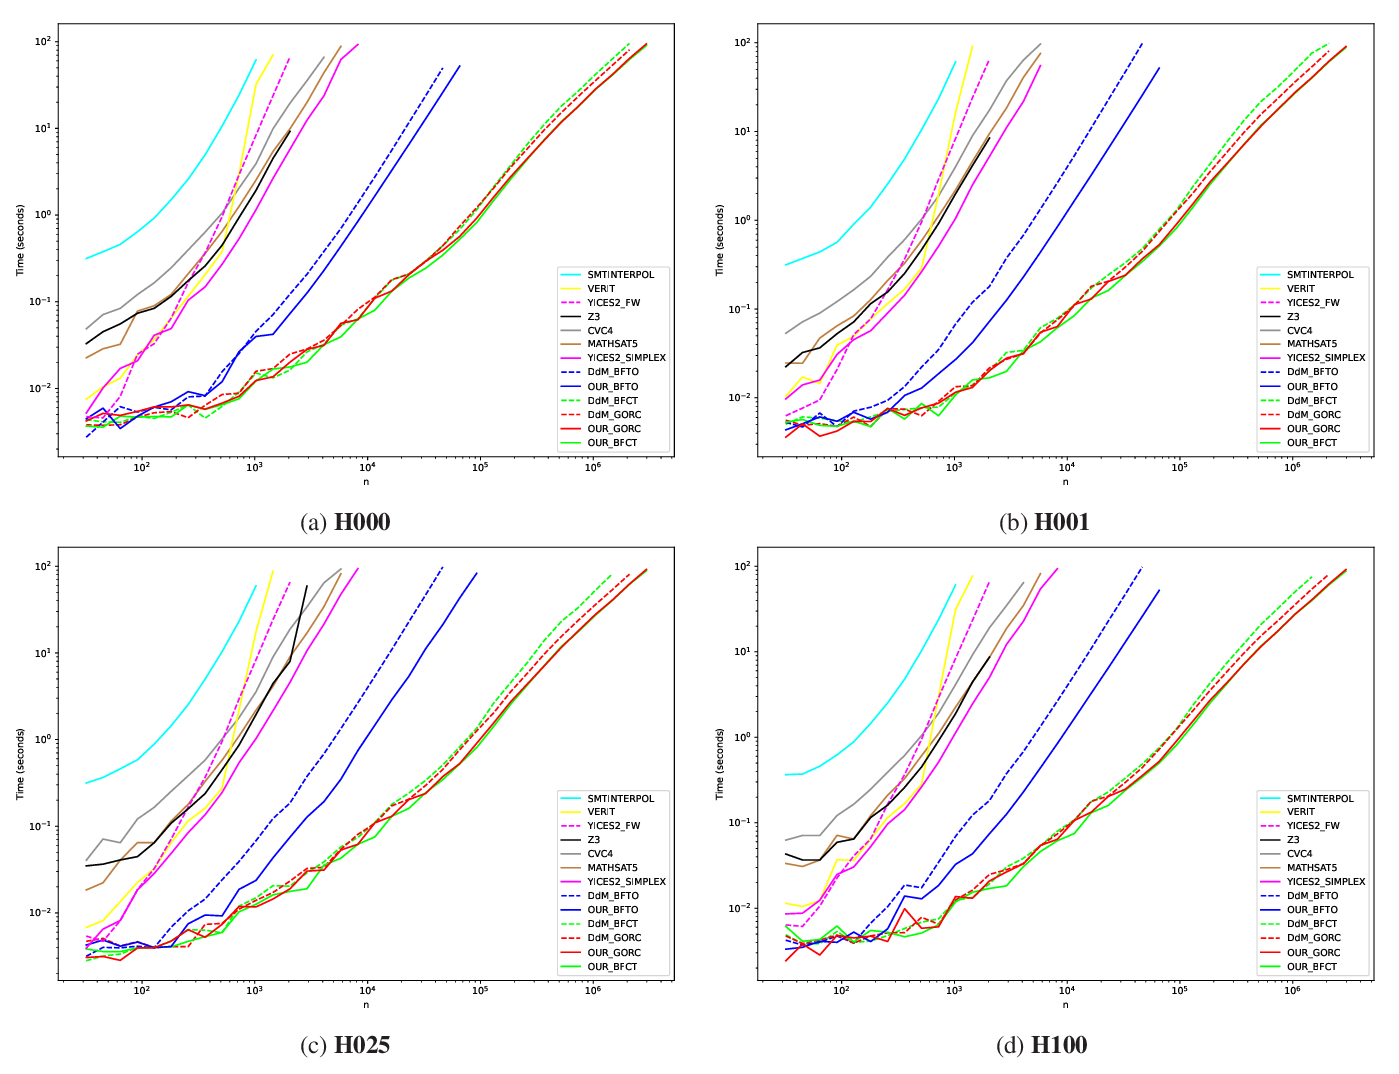 10²
10¹
10⁰
10⁻¹
10⁻²
Time (seconds)
10² 10³ 10⁴ 10⁵ 10⁶
n
SMTINTERPOL
VERIT
YICES2_FW
Z3
CVC4
MATHSAT5
YICES2_SIMPLEX
DdM_BFTO
OUR_BFTO
DdM_BFCT
DdM_GORC
OUR_GORC
OUR_BFCT
(a) H000
10²
10¹
10⁰
10⁻¹
10⁻²
Time (seconds)
10² 10³ 10⁴ 10⁵ 10⁶
n
SMTINTERPOL
VERIT
YICES2_FW
Z3
CVC4
MATHSAT5
YICES2_SIMPLEX
DdM_BFTO
OUR_BFTO
DdM_BFCT
DdM_GORC
OUR_GORC
OUR_BFCT
(b) H001
10²
10¹
10⁰
10⁻¹
10⁻²
Time (seconds)
10² 10³ 10⁴ 10⁵ 10⁶
n
SMTINTERPOL
VERIT
YICES2_FW
Z3
CVC4
MATHSAT5
YICES2_SIMPLEX
DdM_BFTO
OUR_BFTO
DdM_BFCT
DdM_GORC
OUR_GORC
OUR_BFCT
(c) H025
10²
10¹
10⁰
10⁻¹
10⁻²
Time (seconds)
10² 10³ 10⁴ 10⁵ 10⁶
n
SMTINTERPOL
VERIT
YICES2_FW
Z3
CVC4
MATHSAT5
YICES2_SIMPLEX
DdM_BFTO
OUR_BFTO
DdM_BFCT
DdM_GORC
OUR_GORC
OUR_BFCT
(d) H100